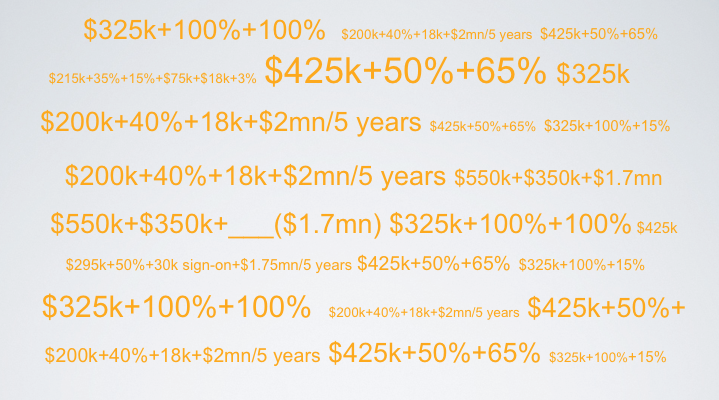 $325k+100%+100% $200k+40%+18k+$2mn/5 years $425k+50%+65%
$215k+35%+15%+$75k+$18k+3% $425k+50%+65% $325k
$200k+40%+18k+$2mn/5 years $425k+50%+65% $325k+100%+15%
$200k+40%+18k+$2mn/5 years $550k+$350k+$1.7mn
$550k+$350k+___($1.7mn) $325k+100%+100% $425k
$295k+50%+30k sign-on+$1.75mn/5 years $425k+50%+65% $325k+100%+15%
$325k+100%+100% $200k+40%+18k+$2mn/5 years $425k+50%+
$200k+40%+18k+$2mn/5 years $425k+50%+65% $325k+100%+15%